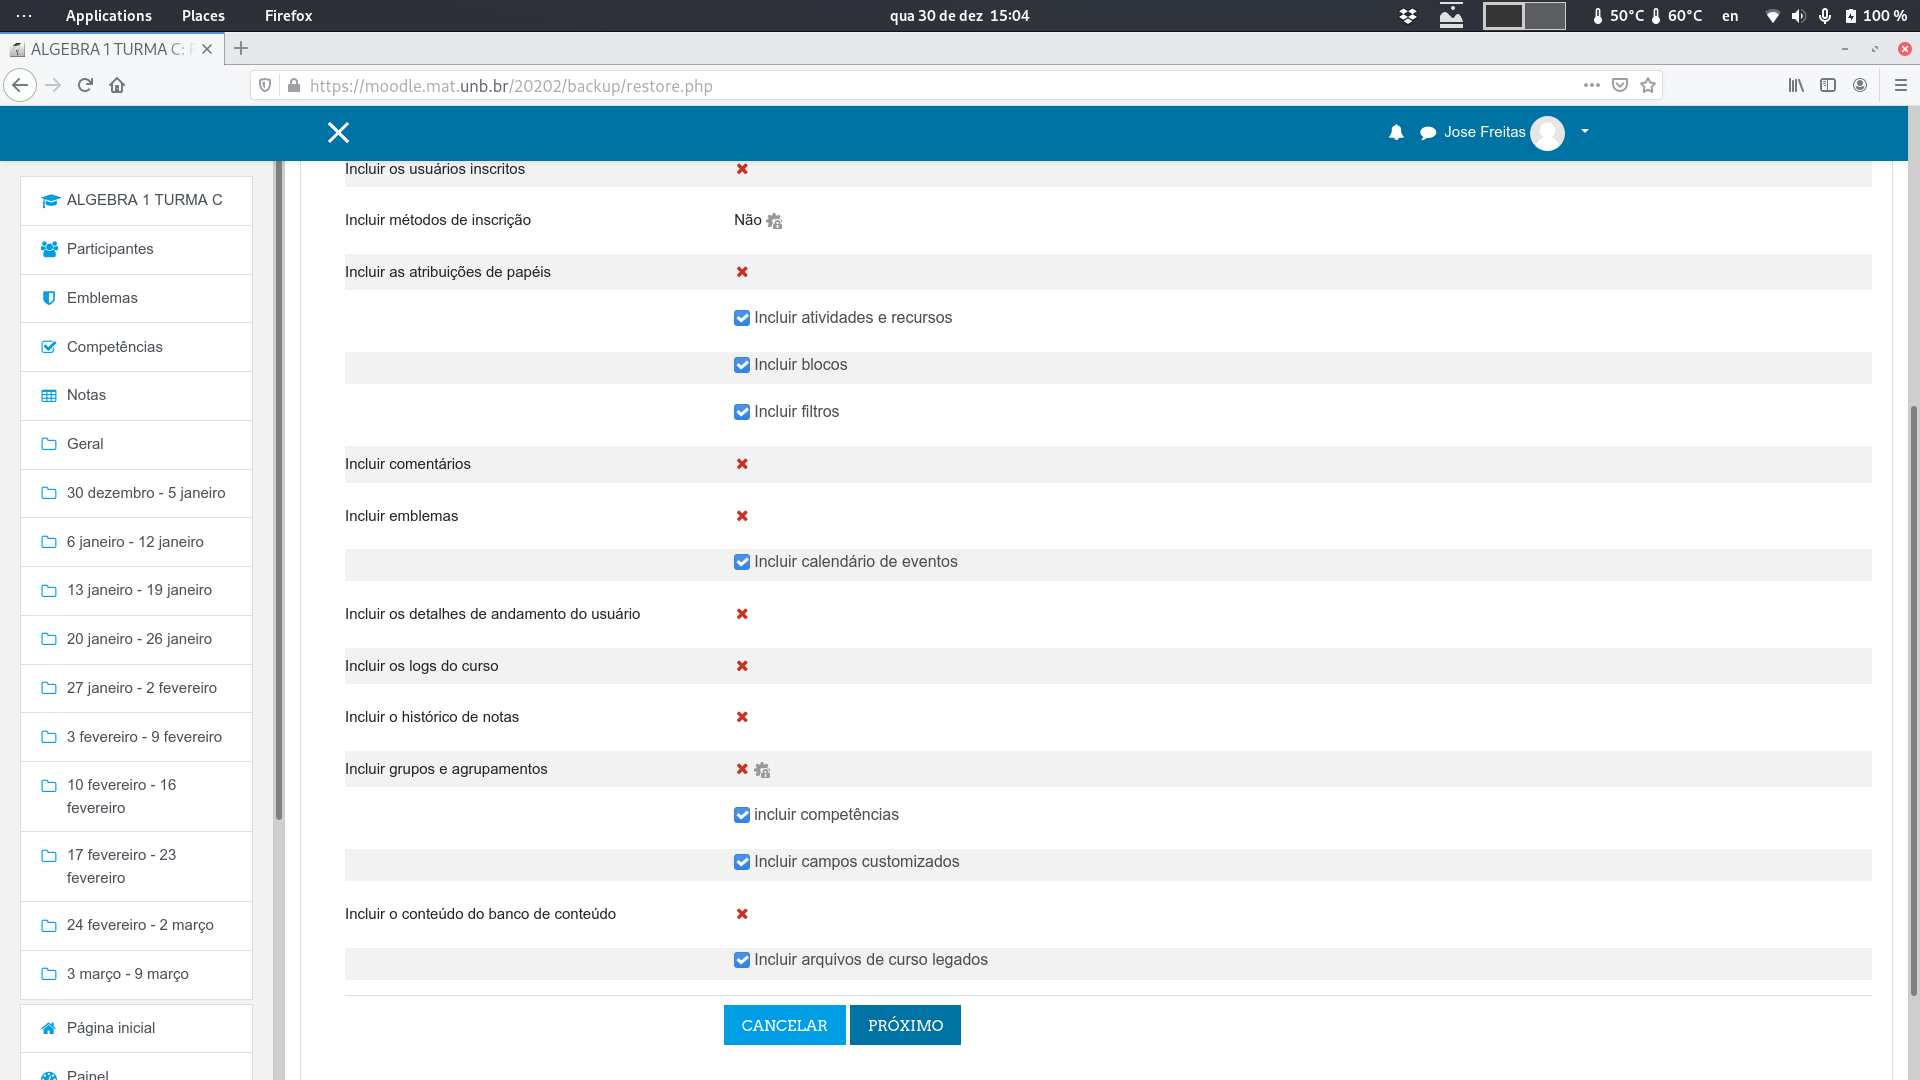 Applications Places Firefox qua 30 de dez 15:04 50°C 60°C en 100 %
ALGEBRA 1 TURMA C:
https://moodle.mat.unb.br/20202/backup/restore.php
Jose Freitas
ALGEBRA 1 TURMA C
Participantes
Emblemas
Competências
Notas
Geral
30 dezembro - 5 janeiro
6 janeiro - 12 janeiro
13 janeiro - 19 janeiro
20 janeiro - 26 janeiro
27 janeiro - 2 fevereiro
3 fevereiro - 9 fevereiro
10 fevereiro - 16
fevereiro
17 fevereiro - 23
fevereiro
24 fevereiro - 2 março
3 março - 9 março
Página inicial
Painel
Incluir os usuários inscritos
Incluir métodos de inscrição Não
Incluir as atribuições de papéis
Incluir atividades e recursos
Incluir blocos
Incluir filtros
Incluir comentários
Incluir emblemas
Incluir calendário de eventos
Incluir os detalhes de andamento do usuário
Incluir os logs do curso
Incluir o histórico de notas
Incluir grupos e agrupamentos
incluir competências
Incluir campos customizados
Incluir o conteúdo do banco de conteúdo
Incluir arquivos de curso legados
CANCELAR PRÓXIMO